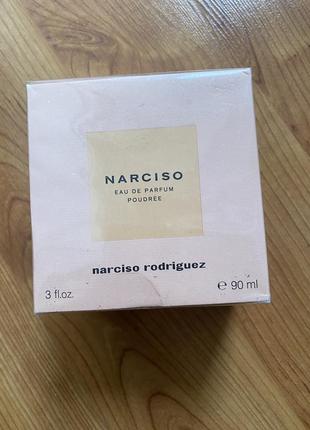 NARCISO
EAU DE PARFUM
POUDRÉE
narciso rodriguez
3 fl.oz.
℮ 90 ml